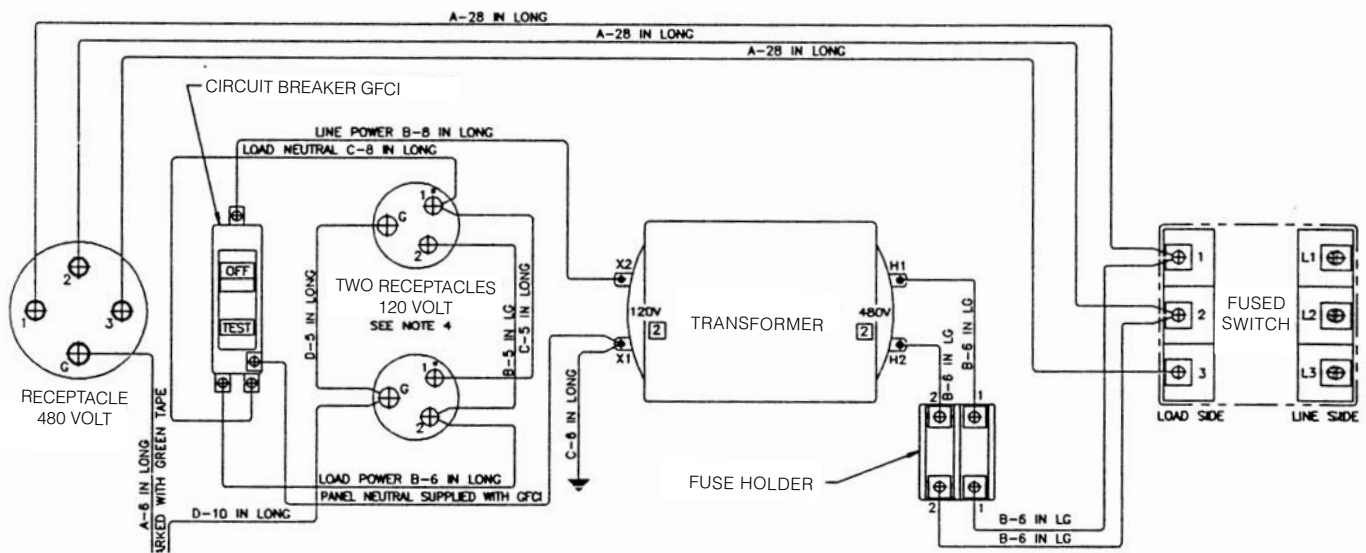 A-28 IN LONG
A-28 IN LONG
A-28 IN LONG
CIRCUIT BREAKER GFCI
LINE POWER B-8 IN LONG
LOAD NEUTRAL C-8 IN LONG
1*
G
2
OFF
TEST
D-5 IN LONG
TWO RECEPTACLES
120 VOLT
SEE NOTE 4
B-5 IN LG
C-5 IN LONG
1*
G
2
2
1
3
G
RECEPTACLE
480 VOLT
A-6 IN LONG
ARKED WITH GREEN TAPE
LOAD POWER B-6 IN LONG
PANEL NEUTRAL SUPPLIED WITH GFCI
D-10 IN LONG
C-6 IN LONG
X2
120V
2
X1
TRANSFORMER
H1
480V
2
H2
B-6 IN LG
B-6 IN LG
2
1
FUSE HOLDER
2
1
B-6 IN LG
B-6 IN LG
1
2
3
LOAD SIDE
FUSED
SWITCH
L1
L2
L3
LINE SIDE